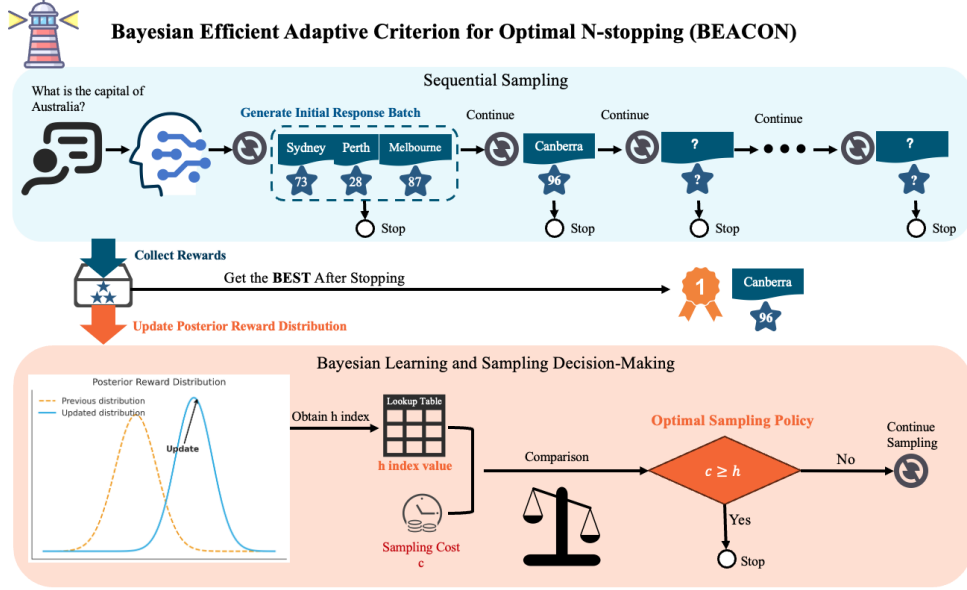 Bayesian Efficient Adaptive Criterion for Optimal N-stopping (BEACON)
Sequential Sampling
What is the capital of
Australia?
Generate Initial Response Batch
Continue
Continue
Continue
Sydney
Perth
Melbourne
Canberra
?
?
73
28
87
96
?
?
Stop
Stop
Stop
Stop
Collect Rewards
Get the BEST After Stopping
1
Canberra
96
Update Posterior Reward Distribution
Bayesian Learning and Sampling Decision-Making
Posterior Reward Distribution
Previous distribution
Updated distribution
Update
Obtain h index
Lookup Table
h index value
Sampling Cost
c
Comparison
Optimal Sampling Policy
c ≥ h
No
Yes
Continue
Sampling
Stop